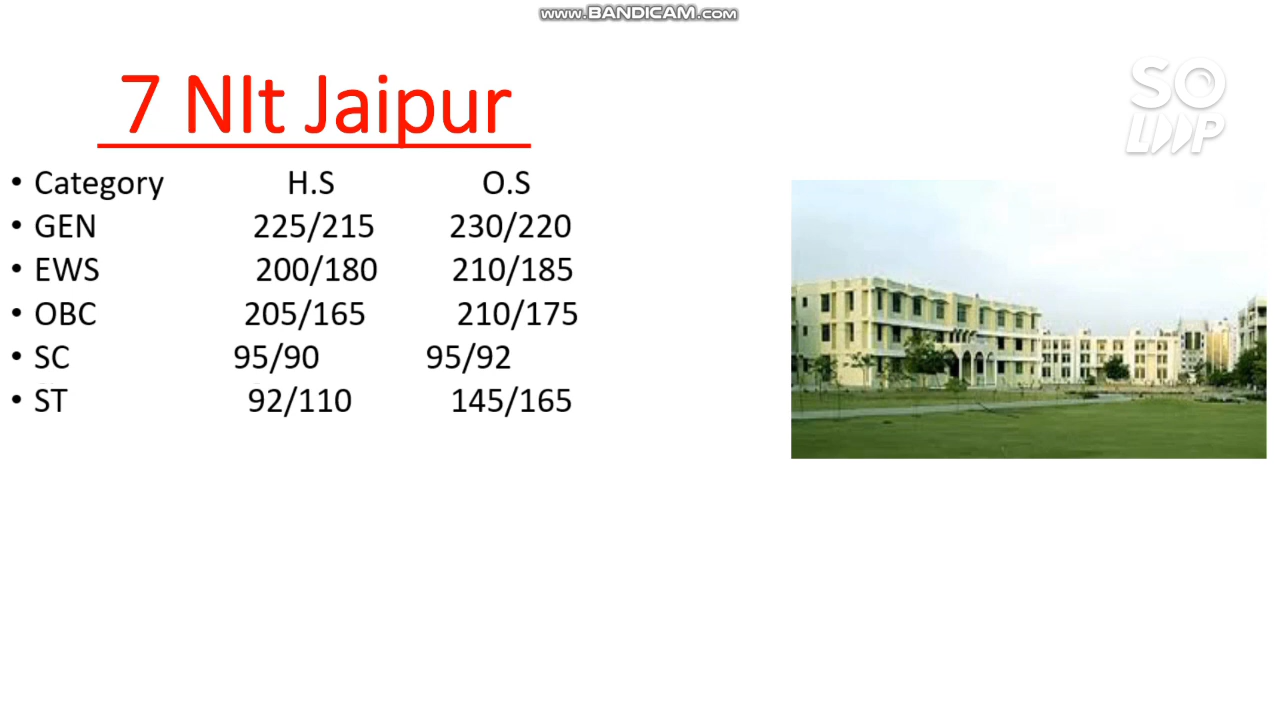 www.BANDICAM.com
7 NIt Jaipur
SO
LOOP
• Category H.S O.S
• GEN 225/215 230/220
• EWS 200/180 210/185
• OBC 205/165 210/175
• SC 95/90 95/92
• ST 92/110 145/165